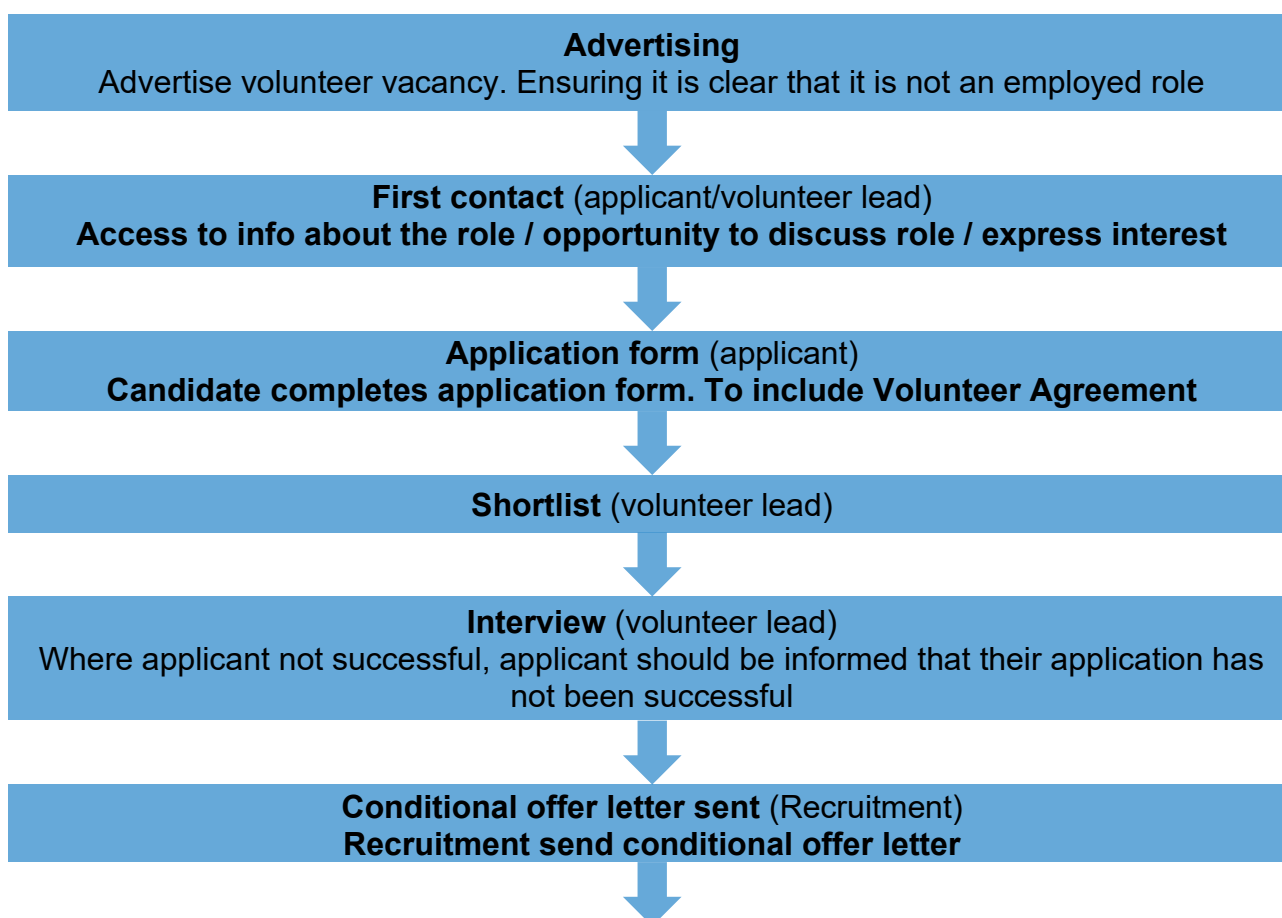 Advertising
Advertise volunteer vacancy. Ensuring it is clear that it is not an employed role
First contact (applicant/volunteer lead)
Access to info about the role / opportunity to discuss role / express interest
Application form (applicant)
Candidate completes application form. To include Volunteer Agreement
Shortlist (volunteer lead)
Interview (volunteer lead)
Where applicant not successful, applicant should be informed that their application has
not been successful
Conditional offer letter sent (Recruitment)
Recruitment send conditional offer letter